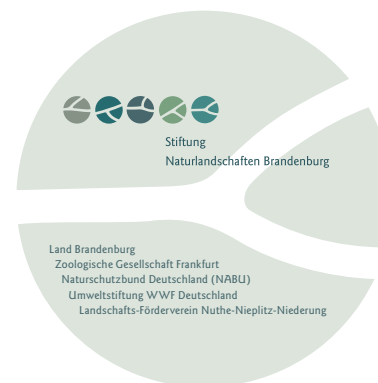 Stiftung
Naturlandschaften Brandenburg
Land Brandenburg
Zoologische Gesellschaft Frankfurt
Naturschutzbund Deutschland (NABU)
Umweltstiftung WWF Deutschland
Landschafts-Förderverein Nuthe-Nieplitz-Niederung